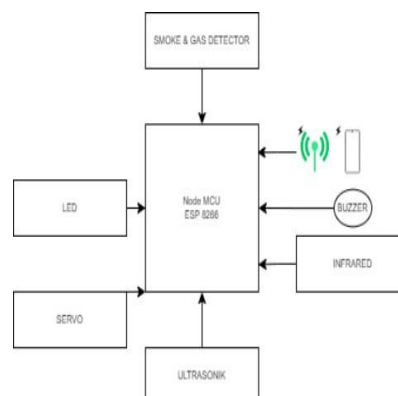 SMOKE & GAS DETECTOR
Node MCU
ESP 8266
LED
BUZZER
INFRARED
SERVO
ULTRASONIK